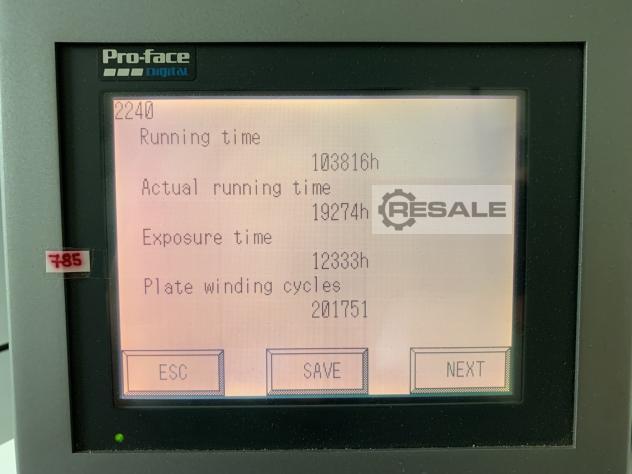 Pro-face
Digital
2240
Running time
103816h
Actual running time
19274h
RESALE
Exposure time
785
12333h
Plate winding cycles
201751
ESC
SAVE
NEXT